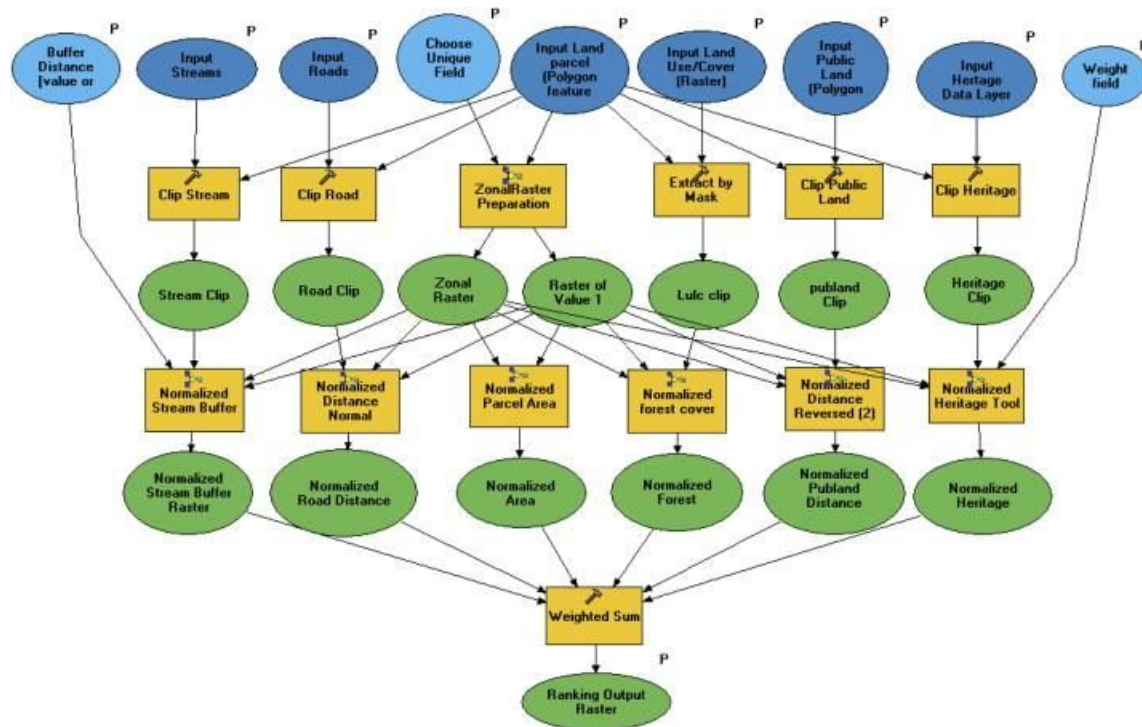 P
P
P
P
P
P
P
P
Buffer Distance
[value or
Input
Streams
Input
Roads
Choose
Unique
Field
Input Land
parcel
(Polygon
feature
Input Land
Use/Cover
(Raster)
Input
Public
Land
(Polygon
Input
Heritage
Data Layer
Weight
field
Clip Stream
Clip Road
ZonalRaster
Preparation
Extract by
Mask
Clip Public
Land
Clip Heritage
Stream Clip
Road Clip
Zonal
Raster
Raster of
Value 1
Lulc clip
publand
Clip
Heritage
Clip
Normalized
Stream Buffer
Normalized
Distance
Normal
Normalized
Parcel Area
Normalized
forest cover
Normalized
Distance
Reversed (2)
Normalized
Heritage Tool
Normalized
Stream Buffer
Raster
Normalized
Road Distance
Normalized
Area
Normalized
Forest
Normalized
Publand
Distance
Normalized
Heritage
Weighted Sum
P
Ranking Output
Raster